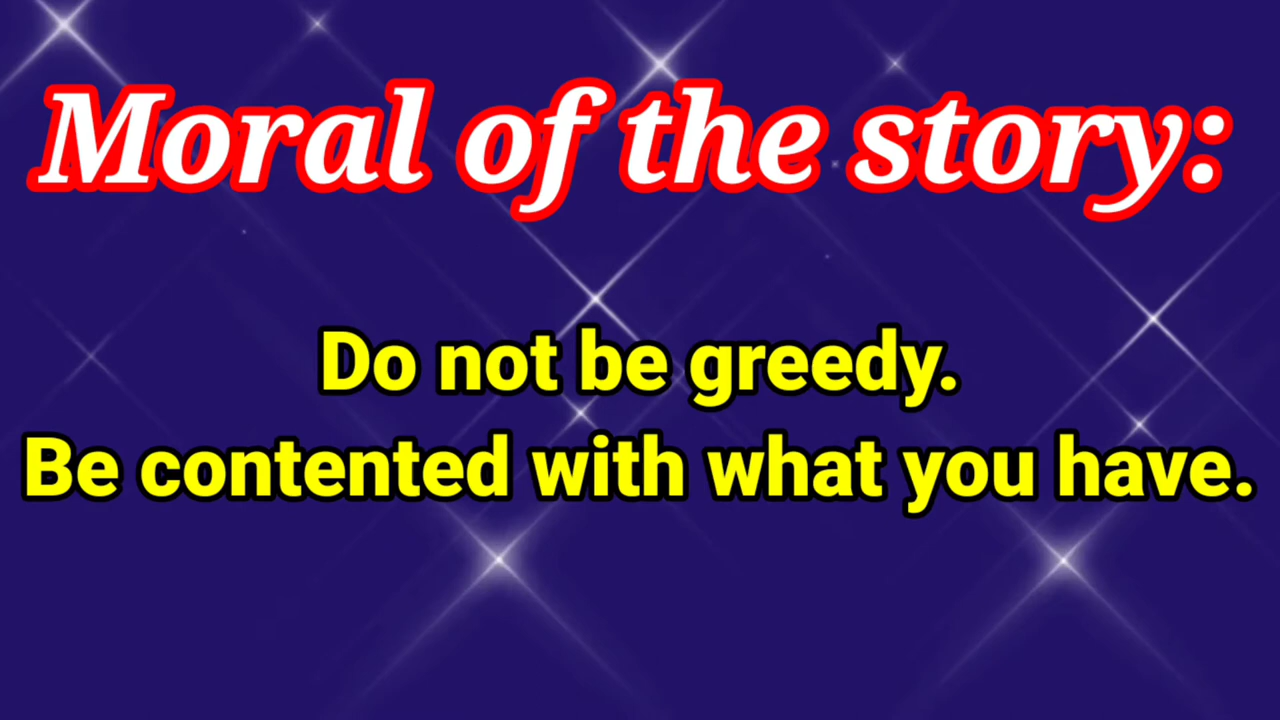 Moral of the story:
Do not be greedy.
Be contented with what you have.